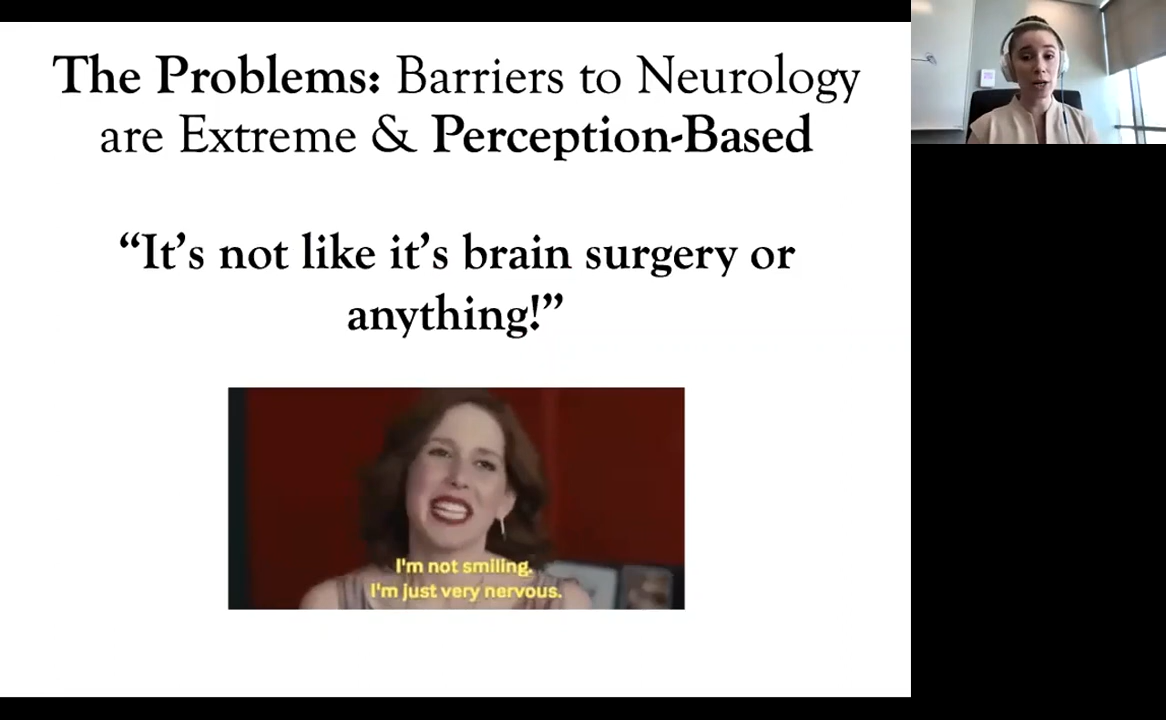 The Problems: Barriers to Neurology
are Extreme & Perception-Based
“It’s not like it’s brain surgery or
anything!”
I'm not smiling.
I'm just very nervous.